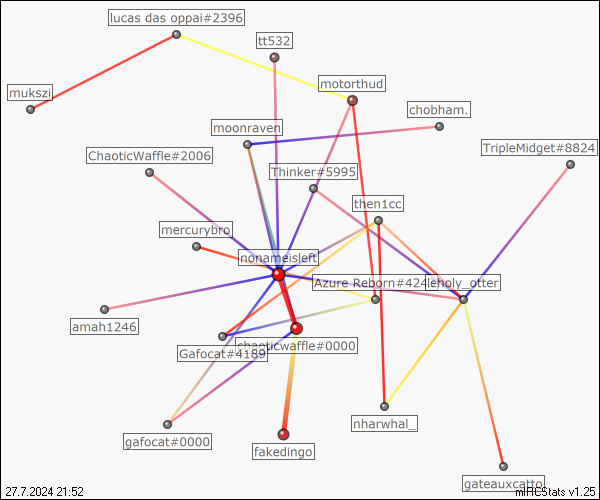 lucas das oppai#2396
tt532
motorthud
mukszi
chobham.
moonraven
TripleMidget#8824
ChaoticWaffle#2006
Thinker#5995
then1cc
mercurybro
nonameisleft
Azure Reborn#424
leholy_otter
amah1246
chaoticwaffle#0000
Gafocat#4189
nharwhal_
gafocat#0000
fakedingo
gateauxcatto
27.7.2024 21:52
mIRCStats v1.25